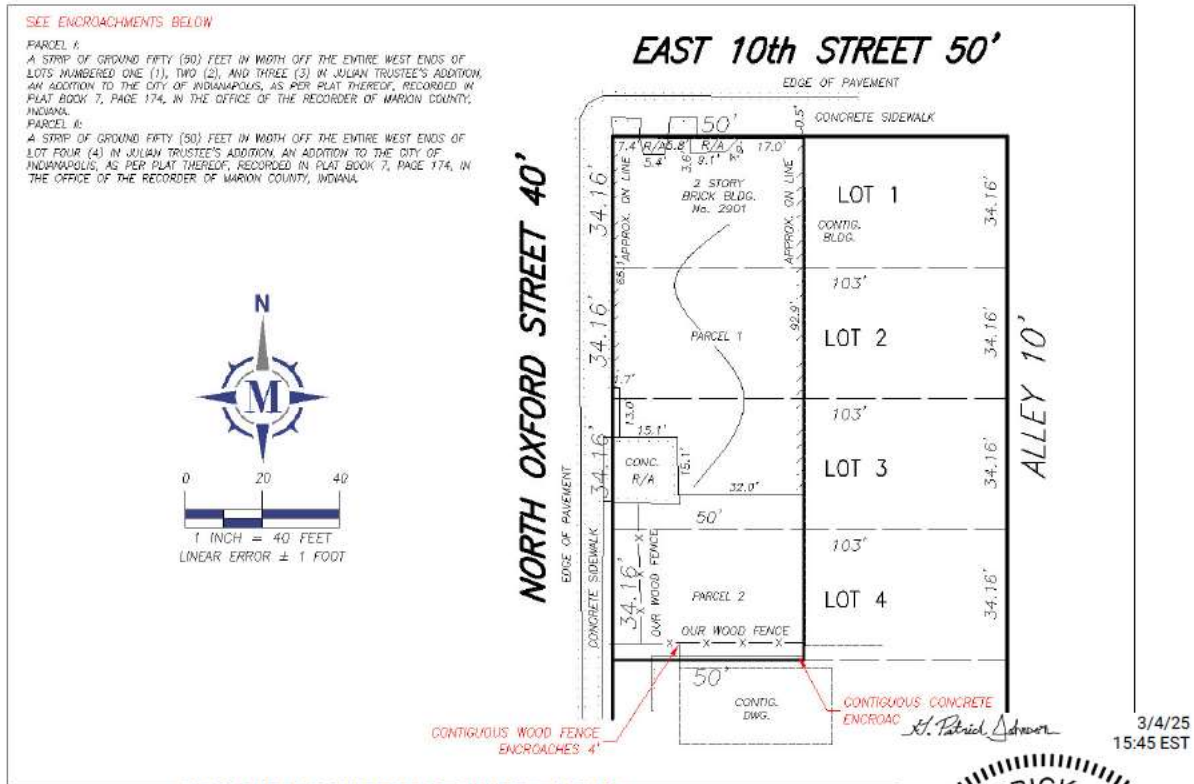 SEE ENCROACHMENTS BELOW
PARCEL I:
A STRIP OF GROUND FIFTY (50) FEET IN WIDTH OFF THE ENTIRE WEST ENDS OF
LOTS NUMBERED ONE (1), TWO (2), AND THREE (3) IN JULIAN TRUSTEE'S ADDITION,
AN ADDITION TO THE CITY OF INDIANAPOLIS, AS PER PLAT THEREOF, RECORDED IN
PLAT BOOK 7, PAGE 174, IN THE OFFICE OF THE RECORDER OF MARION COUNTY,
INDIANA.
PARCEL II:
A STRIP OF GROUND FIFTY (50) FEET IN WIDTH OFF THE ENTIRE WEST ENDS OF
LOT FOUR (4) IN JULIAN TRUSTEE'S ADDITION, AN ADDITION TO THE CITY OF
INDIANAPOLIS, AS PER PLAT THEREOF, RECORDED IN PLAT BOOK 7, PAGE 174, IN
THE OFFICE OF THE RECORDER OF MARION COUNTY, INDIANA.
EAST 10th STREET 50'
EDGE OF PAVEMENT
CONCRETE SIDEWALK
0.5'
50'
7.4' R/A 5.8' R/A 17.0'
5.4' 3.6' 9.1'
2 STORY
BRICK BLDG.
No. 2901
APPROX. ON LINE
APPROX. ON LINE
LOT 1
CONTIG.
BLDG.
34.16'
34.16'
NORTH OXFORD STREET 40'
65.1'
92.9'
103'
PARCEL 1
LOT 2
34.16'
34.16'
ALLEY 10'
1.7'
13.0'
15.1'
15.1'
CONC.
R/A
32.0'
103'
LOT 3
34.16'
34.16'
50'
103'
EDGE OF PAVEMENT
CONCRETE SIDEWALK
34.16'
OUR WOOD FENCE
PARCEL 2
LOT 4
34.16'
OUR WOOD FENCE
50'
CONTIG.
DWG.
CONTIGUOUS WOOD FENCE
ENCROACHES 4'
CONTIGUOUS CONCRETE
ENCROAC
N
M
0 20 40
1 INCH = 40 FEET
LINEAR ERROR ± 1 FOOT
G. Patrick Johnson
3/4/25
15:45 EST
RICK